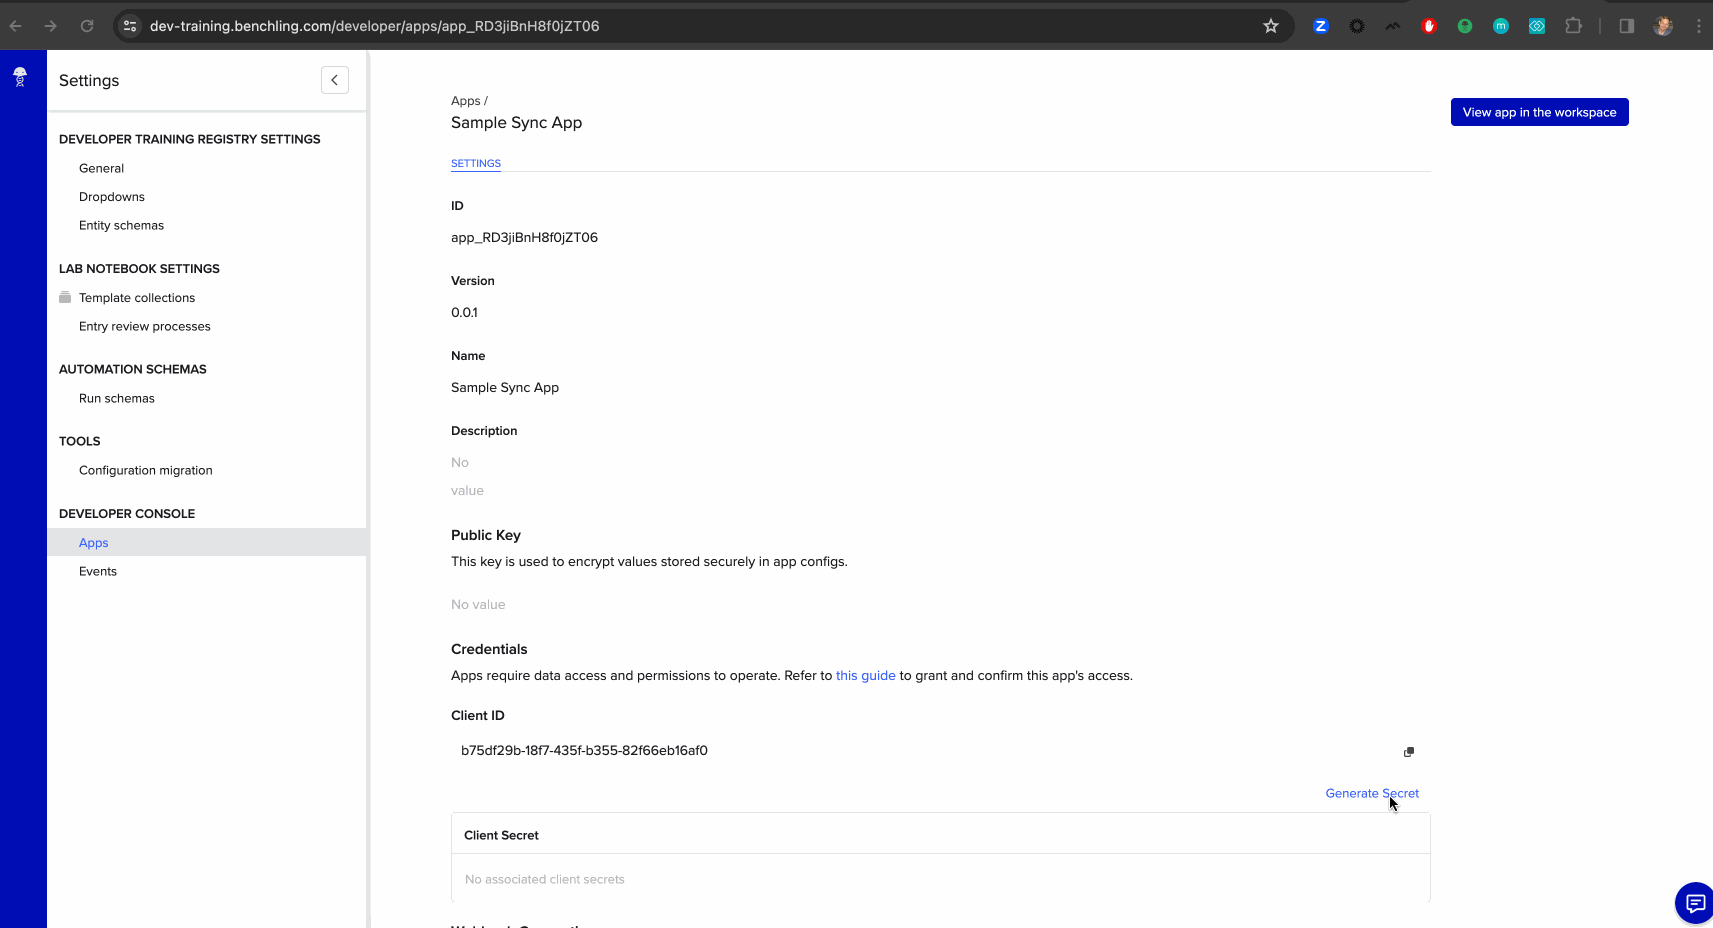 dev-training.benchling.com/developer/apps/app_RD3jiBnH8f0jZT06
Settings
DEVELOPER TRAINING REGISTRY SETTINGS
General
Dropdowns
Entity schemas
LAB NOTEBOOK SETTINGS
Template collections
Entry review processes
AUTOMATION SCHEMAS
Run schemas
TOOLS
Configuration migration
DEVELOPER CONSOLE
Apps
Events
Apps /
Sample Sync App
View app in the workspace
SETTINGS
ID
app_RD3jiBnH8f0jZT06
Version
0.0.1
Name
Sample Sync App
Description
No
value
Public Key
This key is used to encrypt values stored securely in app configs.
No value
Credentials
Apps require data access and permissions to operate. Refer to this guide to grant and confirm this app's access.
Client ID
b75df29b-18f7-435f-b355-82f66eb16af0
Generate Secret
Client Secret
No associated client secrets